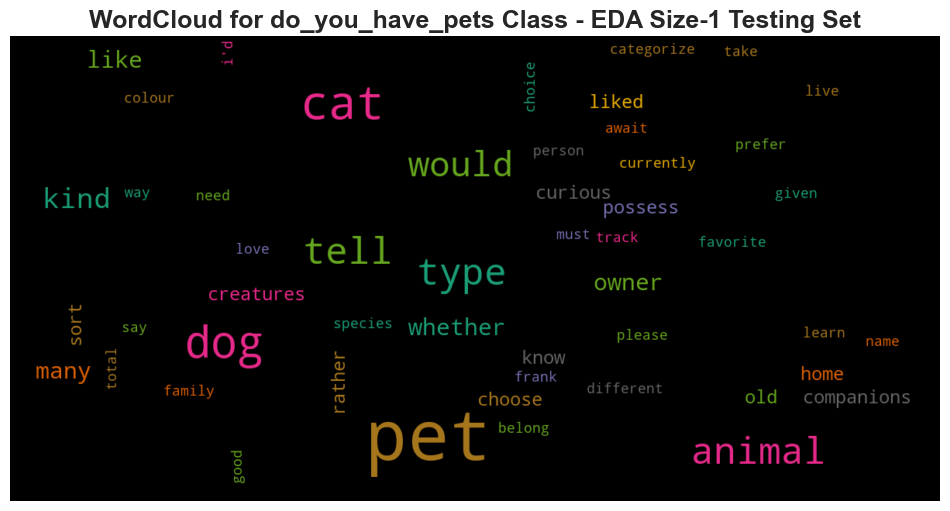 WordCloud for do_you_have_pets Class - EDA Size-1 Testing Set
like
i'd
categorize
take
colour
cat
choice
liked
live
await
would
person
currently
prefer
kind
way
need
curious
possess
given
love
tell
must
track
favorite
type
owner
creatures
sort
say
dog
species
whether
please
learn
name
many
total
family
rather
know
frank
different
home
choose
old
companions
pet
belong
good
animal